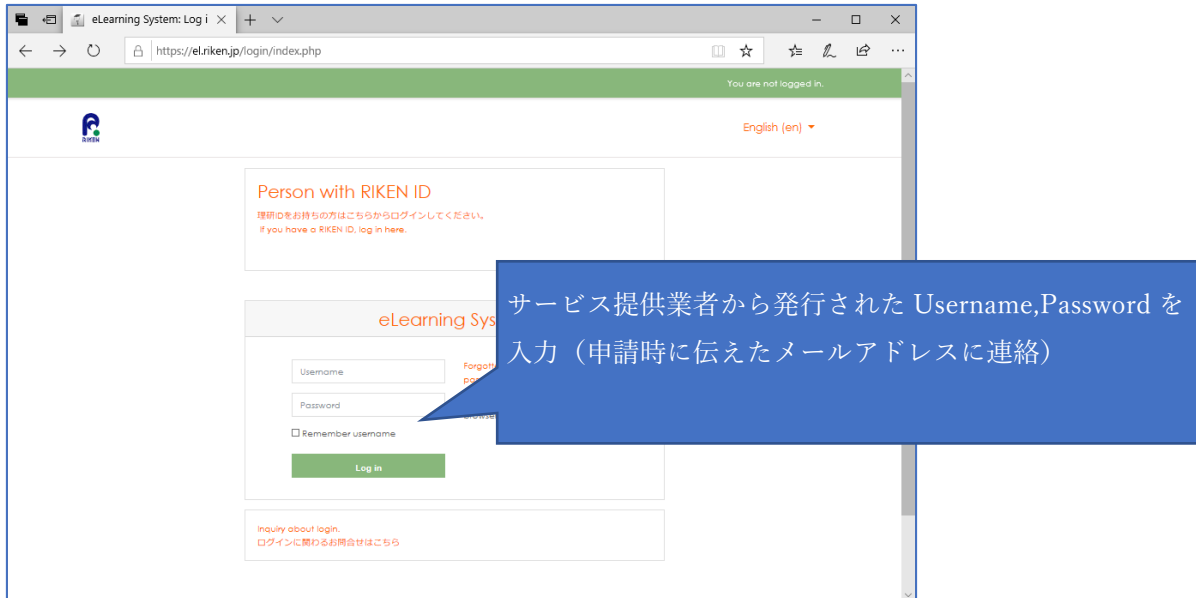 eLearning System: Log i
https://el.riken.jp/login/index.php
You are not logged in.
RIKEN
English (en)
Person with RIKEN ID
理研IDをお持ちの方はこちらからログインしてください。
If you have a RIKEN ID, log in here.
サービス提供業者から発行された Username,Password を
入力（申請時に伝えたメールアドレスに連絡）
eLearning Sys
Username
Password
Remember username
Log in
Inquiry about login.
ログインに関わるお問合せはこちら